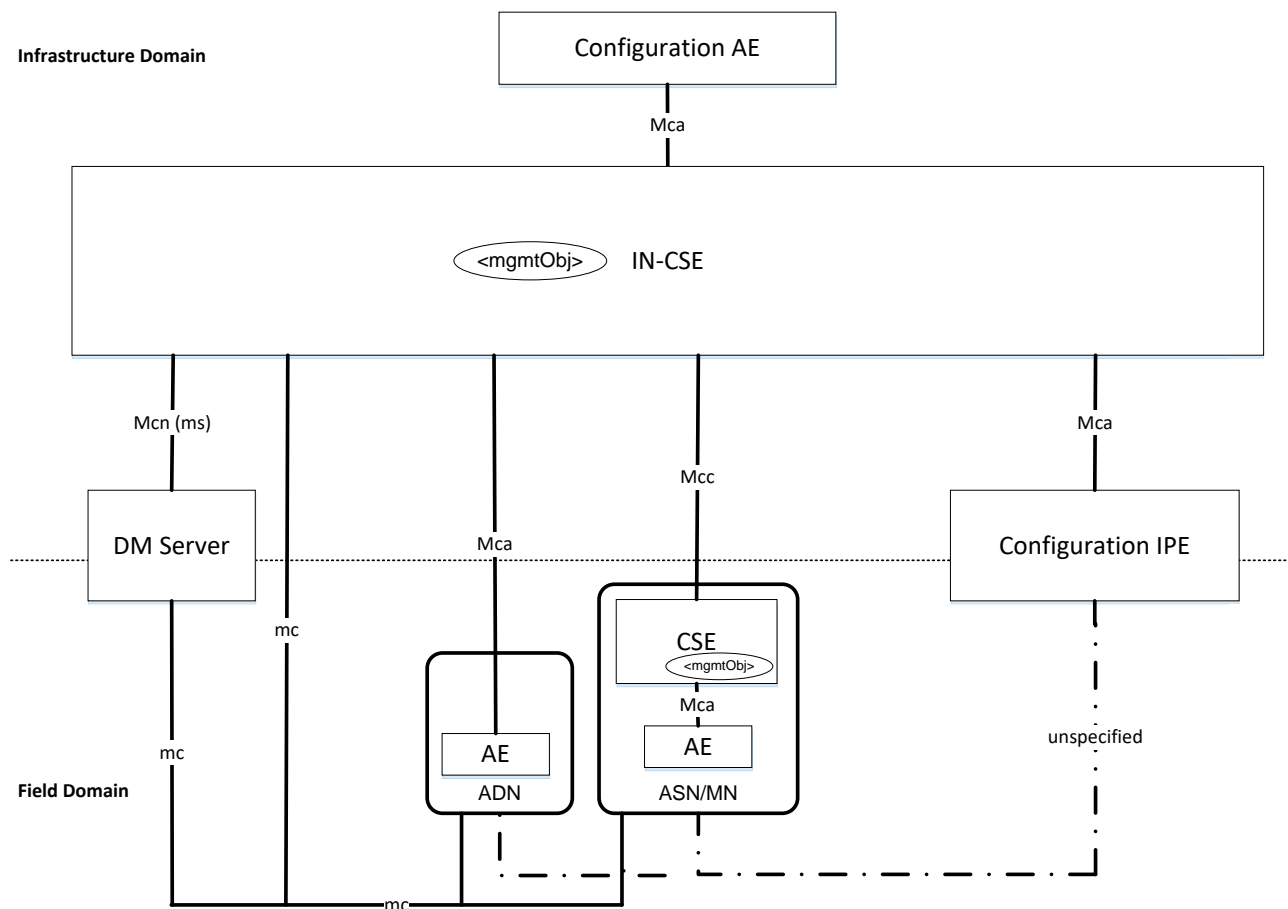 Configuration AE
Infrastructure Domain
Mca
<mgmtObj> IN-CSE
Mcn (ms)
Mca
Mcc
DM Server
Mca
Configuration IPE
mc
CSE
<mgmtObj>
Mca
unspecified
mc
AE
AE
Field Domain
ADN
ASN/MN
mc